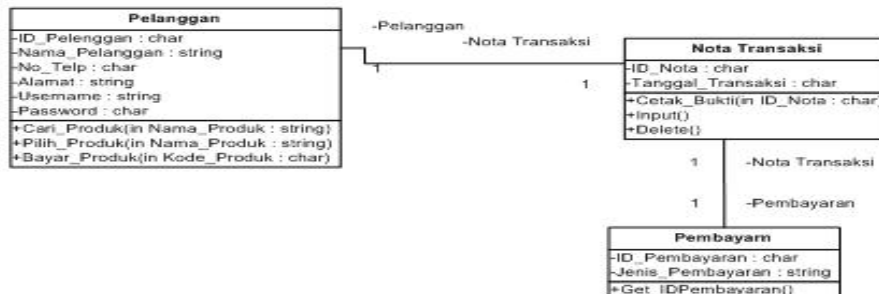 Pelanggan
-ID_Pelenggan : char
-Nama_Pelanggan : string
-No_Telp : char
-Alamat : string
-Username : string
-Password : char
+Cari_Produk(in Nama_Produk : string)
+Pilih_Produk(in Nama_Produk : string)
+Bayar_Produk(in Kode_Produk : char)
-Pelanggan
-Nota Transaksi
1
1
Nota Transaksi
-ID_Nota : char
-Tanggal_Transaksi : char
+Cetak_Bukti(in ID_Nota : char)
+Input()
+Delete()
1
-Nota Transaksi
1
-Pembayaran
Pembayarn
-ID_Pembayaran : char
-Jenis_Pembayaran : string
+Get_IDPembayaran()